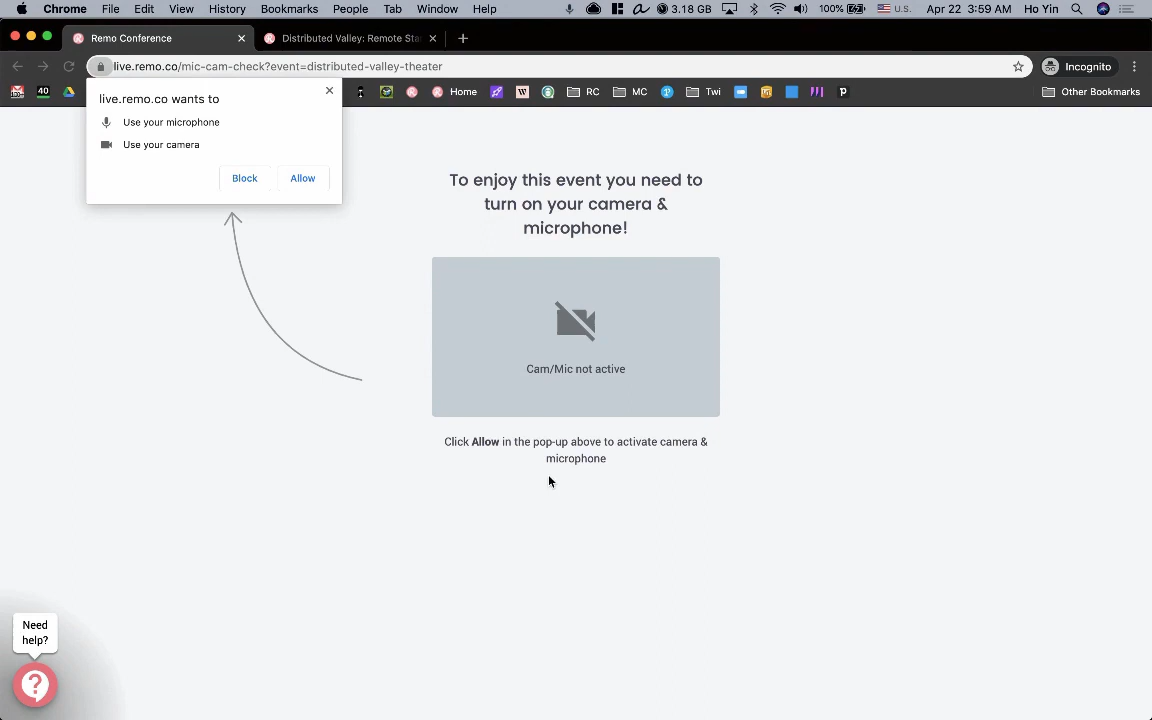 Chrome File Edit View History Bookmarks People Tab Window Help 3.18 GB 100% U.S. Apr 22 3:59 AM Ho Yin
Remo Conference Distributed Valley: Remote Sta
live.remo.co/mic-cam-check?event=distributed-valley-theater Incognito
40 Home RC MC Twi Other Bookmarks
live.remo.co wants to
Use your microphone
Use your camera
Block Allow
To enjoy this event you need to
turn on your camera &
microphone!
Cam/Mic not active
Click Allow in the pop-up above to activate camera &
microphone
Need
help?